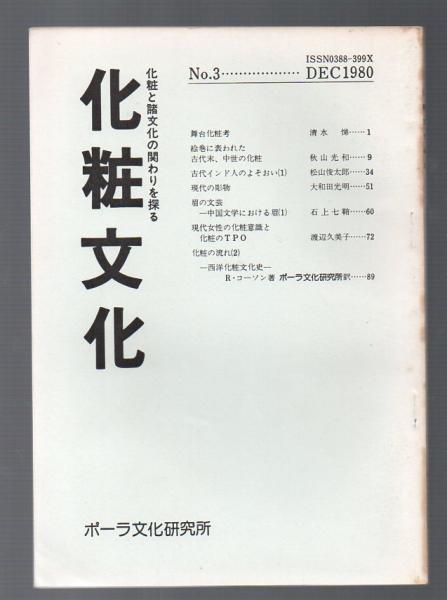 ISSN0388-399X
No.3………………… DEC1980
化粧と諸文化の関わりを探る
化粧文化
舞台化粧考 清水 悌……1
絵巻に表われた
古代末、中世の化粧 秋山光和……9
古代インド人のよそおい(1) 松山俊太郎……34
現代の彫物 大和田光明……51
眉の文芸
—中国文学における眉(1) 石上七鞘……60
現代女性の化粧意識と
化粧のTPO 渡辺久美子……72
化粧の流れ(2)
—西洋化粧文化史—
R・コーソン著 ポーラ文化研究所訳……89
ポーラ文化研究所